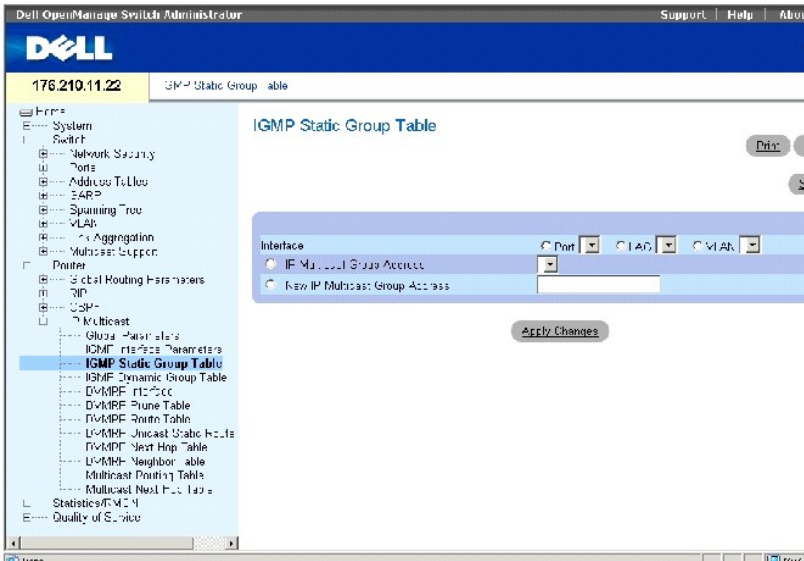 Dell OpenManage Switch Administrator
Support | Help |
DELL
176.210.11.22
IGMP Static Group Table
Home
System
Switch
Network Security
Ports
Address Tables
GARP
Spanning Tree
VLAN
Link Aggregation
Multicast Support
Router
Global Routing Parameters
RIP
OSPF
IP Multicast
Global Parameters
IGMP Interface Parameters
IGMP Static Group Table
IGMP Dynamic Group Table
DVMRP Interface
DVMRP Prune Table
DVMRP Route Table
DVMRP Unicast Static Route
DVMRP Next Hop Table
DVMRP Neighbor Table
Multicast Routing Table
Multicast Next Hop Table
Statistics/RMON
Quality of Service
IGMP Static Group Table
Print
Interface
Port
LAG
VLAN
IP Multicast Group Address
New IP Multicast Group Address
Apply Changes